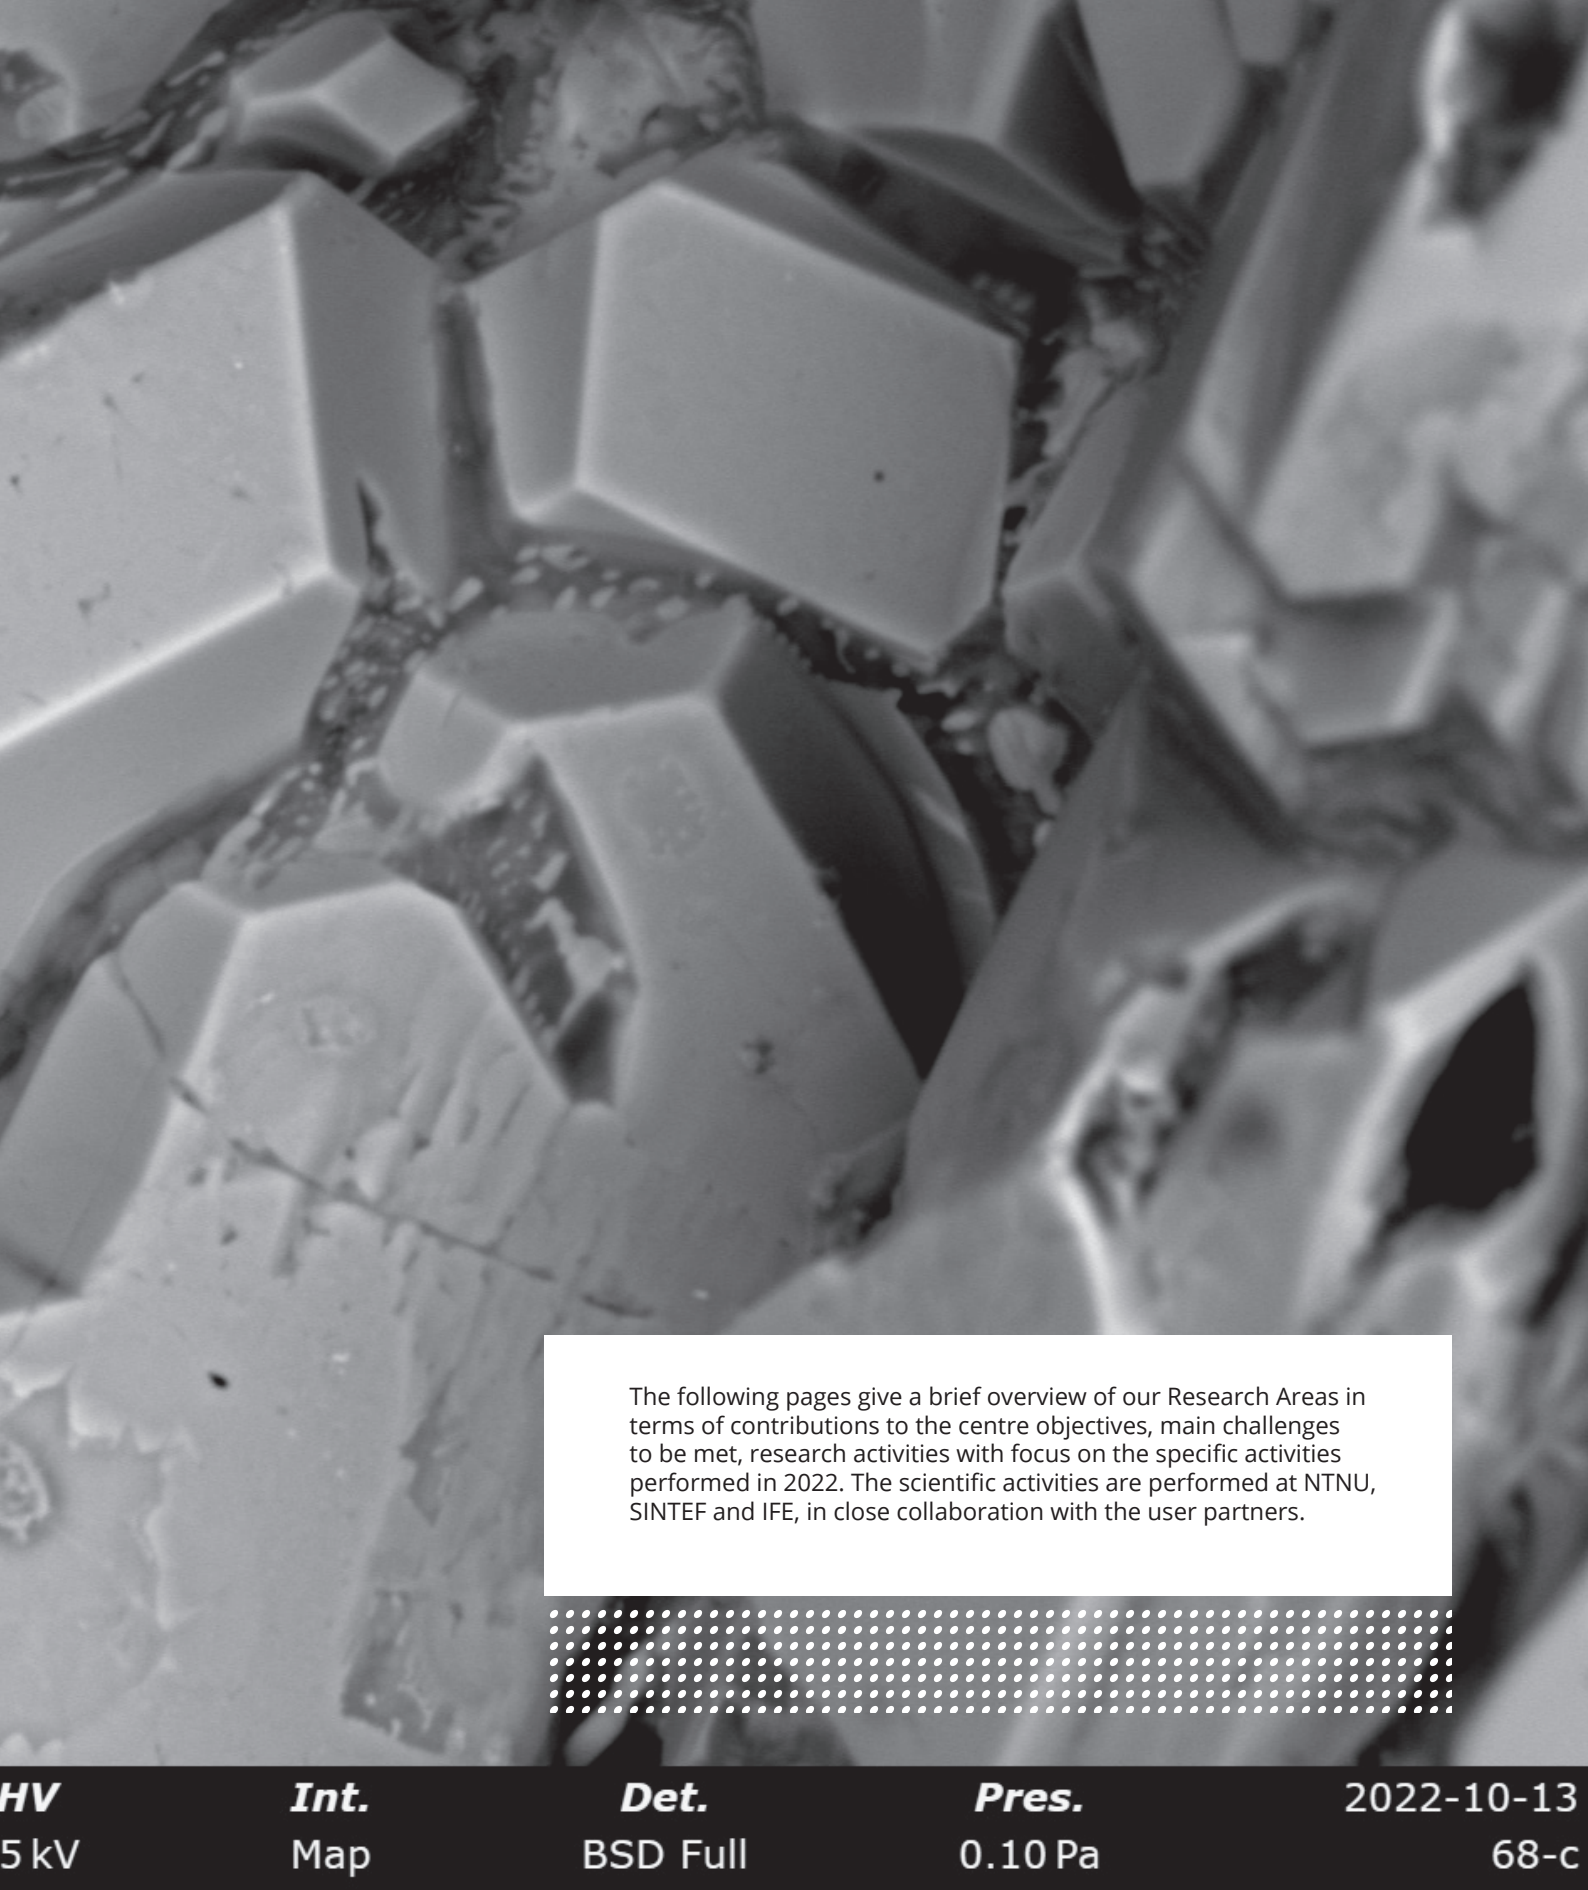 The following pages give a brief overview of our Research Areas in
terms of contributions to the centre objectives, main challenges
to be met, research activities with focus on the specific activities
performed in 2022. The scientific activities are performed at NTNU,
SINTEF and IFE, in close collaboration with the user partners.
HV Int. Det. Pres. 2022-10-13
5 kV Map BSD Full 0.10 Pa 68-c